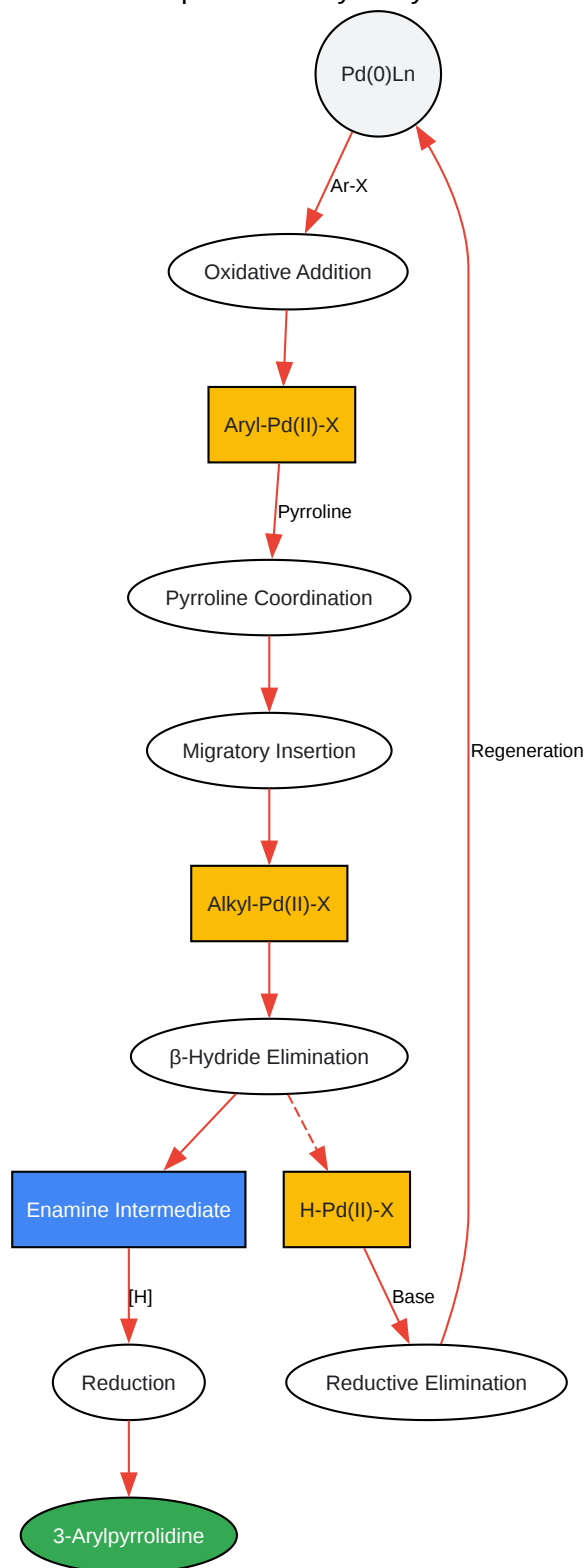 Pd(0)Ln
Ar-X
Oxidative Addition
Aryl-Pd(II)-X
Pyrroline
Pyrroline Coordination
Migratory Insertion
Regeneration
Alkyl-Pd(II)-X
β-Hydride Elimination
Enamine Intermediate
H-Pd(II)-X
[H]
Base
Reduction
Reductive Elimination
3-Arylpyrrolidine